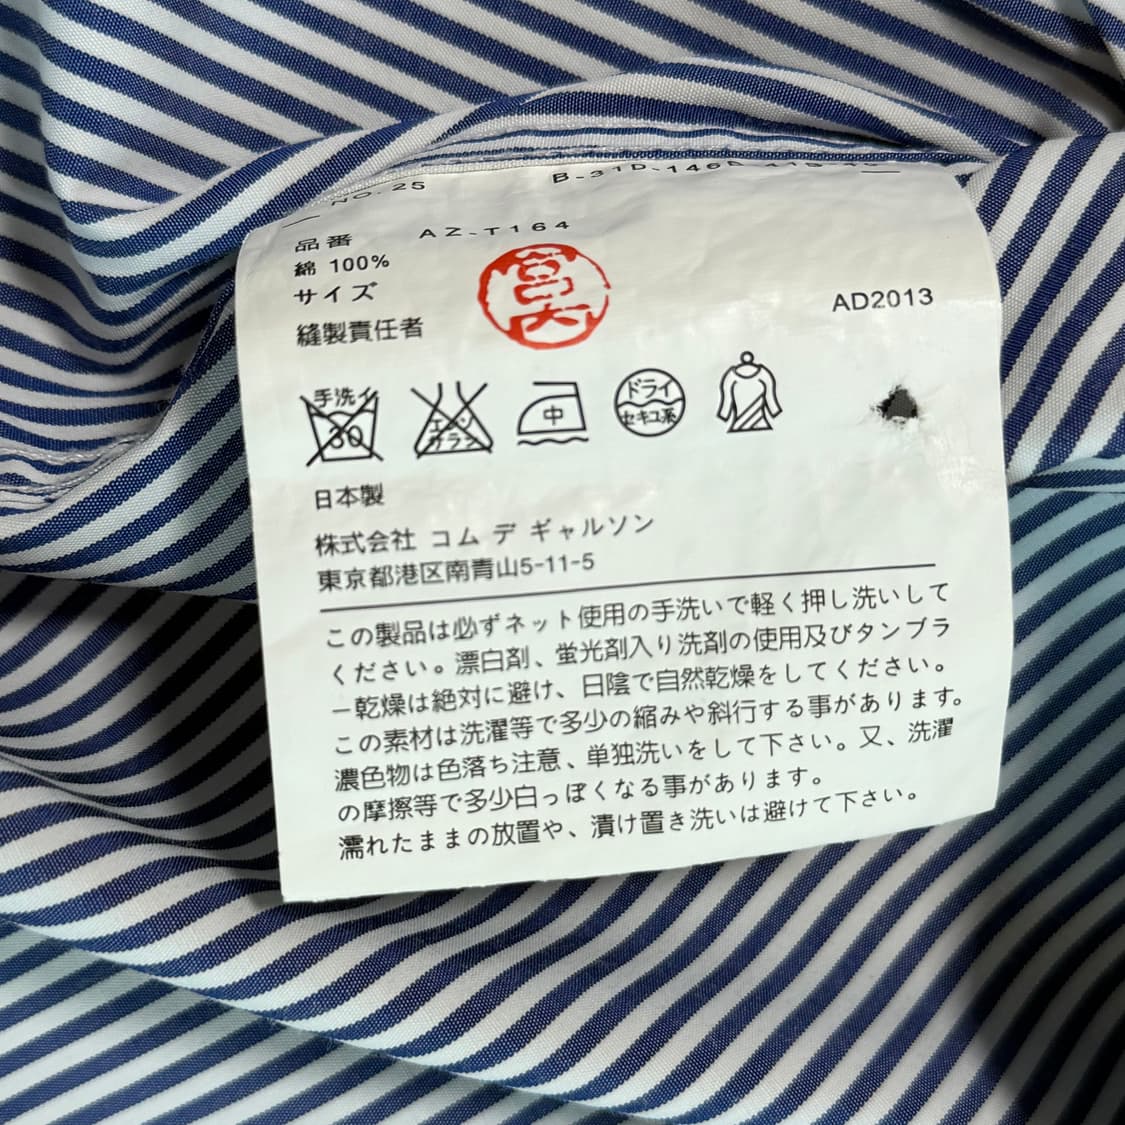 NO. 25
品番 AZ-T164
綿 100%
サイズ
縫製責任者
宮内
AD2013
手洗イ
30
エンソ
サラシ
中
ドライ
セキユ系
日本製
株式会社 コム デ ギャルソン
東京都港区南青山5-11-5
この製品は必ずネット使用の手洗いで軽く押し洗いして
ください。漂白剤、蛍光剤入り洗剤の使用及びタンブラ
ー乾燥は絶対に避け、日陰で自然乾燥をしてください。
この素材は洗濯等で多少の縮みや斜行する事があります。
濃色物は色落ち注意、単独洗いをして下さい。又、洗濯
の摩擦等で多少白っぽくなる事があります。
濡れたままの放置や、漬け置き洗いは避けて下さい。